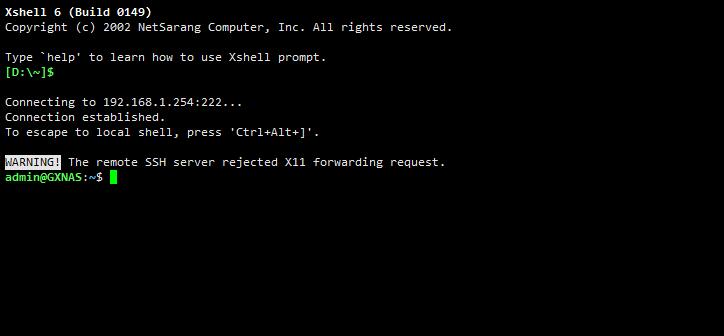 Xshell 6 (Build 0149)
Copyright (c) 2002 NetSarang Computer, Inc. All rights reserved.
Type `help' to learn how to use Xshell prompt.
[D:\~]$
Connecting to 192.168.1.254:222...
Connection established.
To escape to local shell, press 'Ctrl+Alt+]'.
WARNING! The remote SSH server rejected X11 forwarding request.
admin@GXNAS:~$